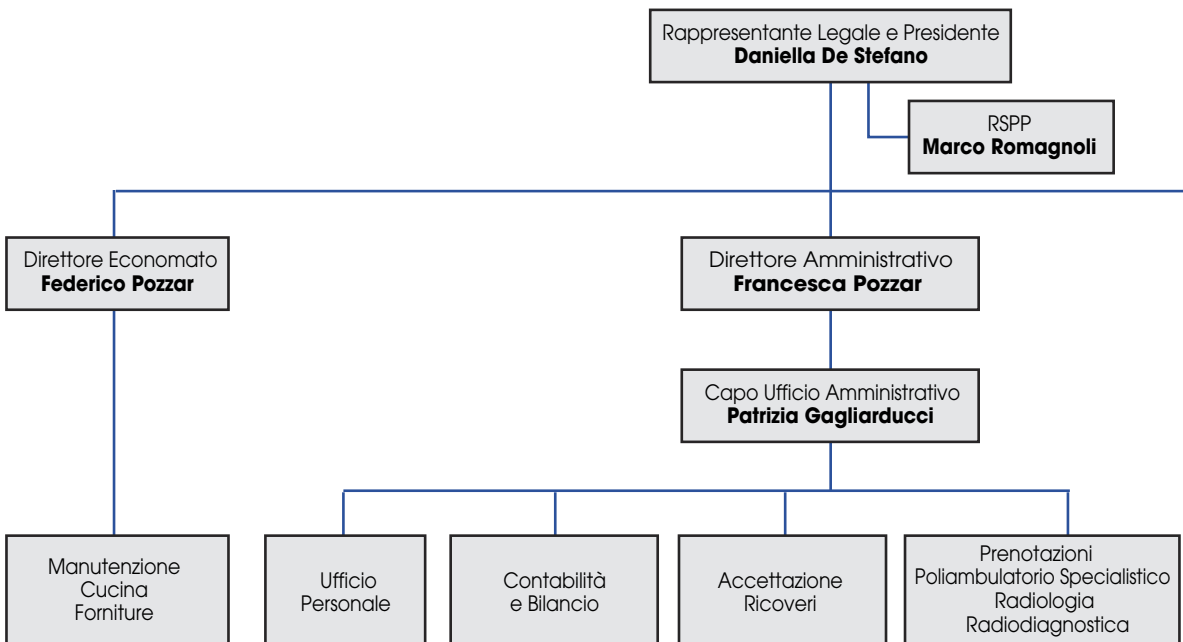 Rappresentante Legale e Presidente
Daniella De Stefano
RSPP
Marco Romagnoli
Direttore Economato
Federico Pozzar
Direttore Amministrativo
Francesca Pozzar
Capo Ufficio Amministrativo
Patrizia Gagliarducci
Manutenzione
Cucina
Forniture
Ufficio
Personale
Contabilità
e Bilancio
Accettazione
Ricoveri
Prenotazioni
Poliambulatorio Specialistico
Radiologia
Radiodiagnostica